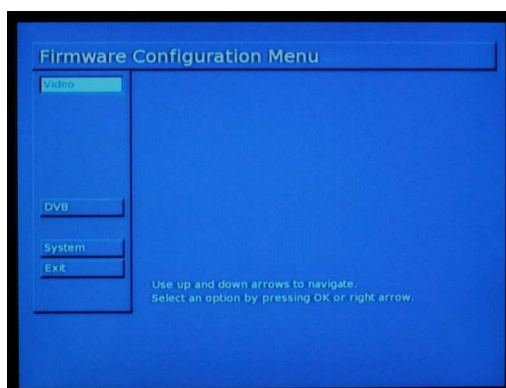 Firmware Configuration Menu
Video
DVB
System
Exit
Use up and down arrows to navigate.
Select an option by pressing OK or right arrow.